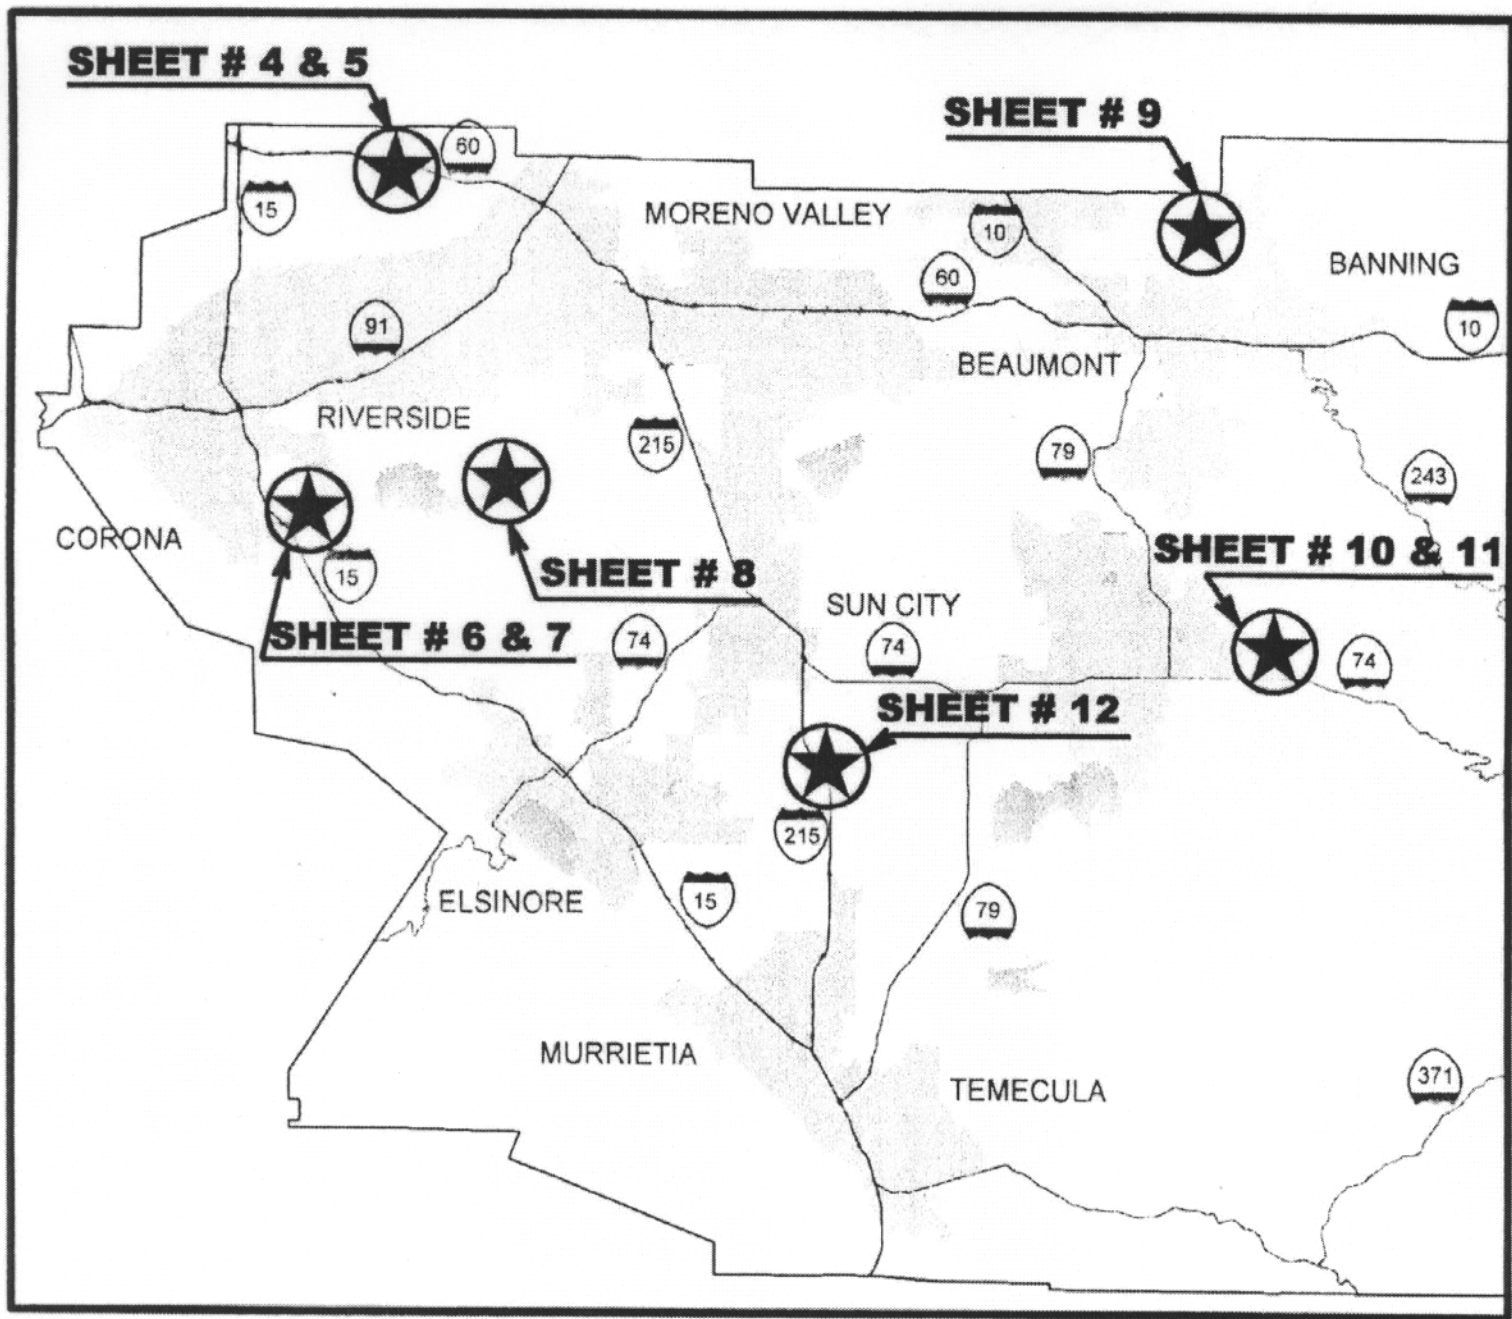 SHEET # 4 & 5
SHEET # 9
60
15
MORENO VALLEY
10
BANNING
60
91
10
BEAUMONT
RIVERSIDE
215
79
243
CORONA
SHEET # 10 & 11
15
SHEET # 8
SUN CITY
SHEET # 6 & 7
74
74
74
SHEET # 12
215
15
ELSINORE
79
MURRIETIA
TEMECULA
371